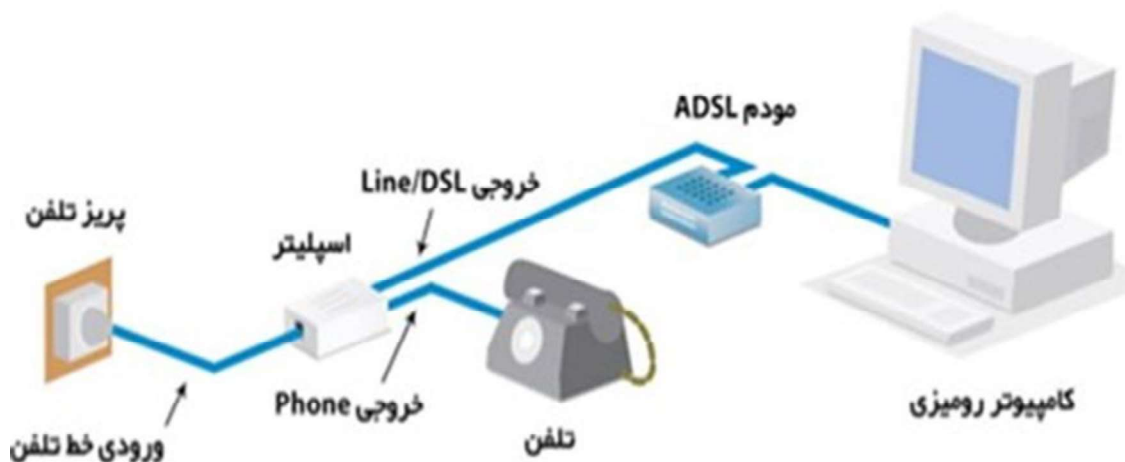 مودم ADSL
خروجی Line/DSL
پریز تلفن
اسپلیتر
کامپیوتر رومیزی
خروجی Phone
تلفن
ورودی خط تلفن